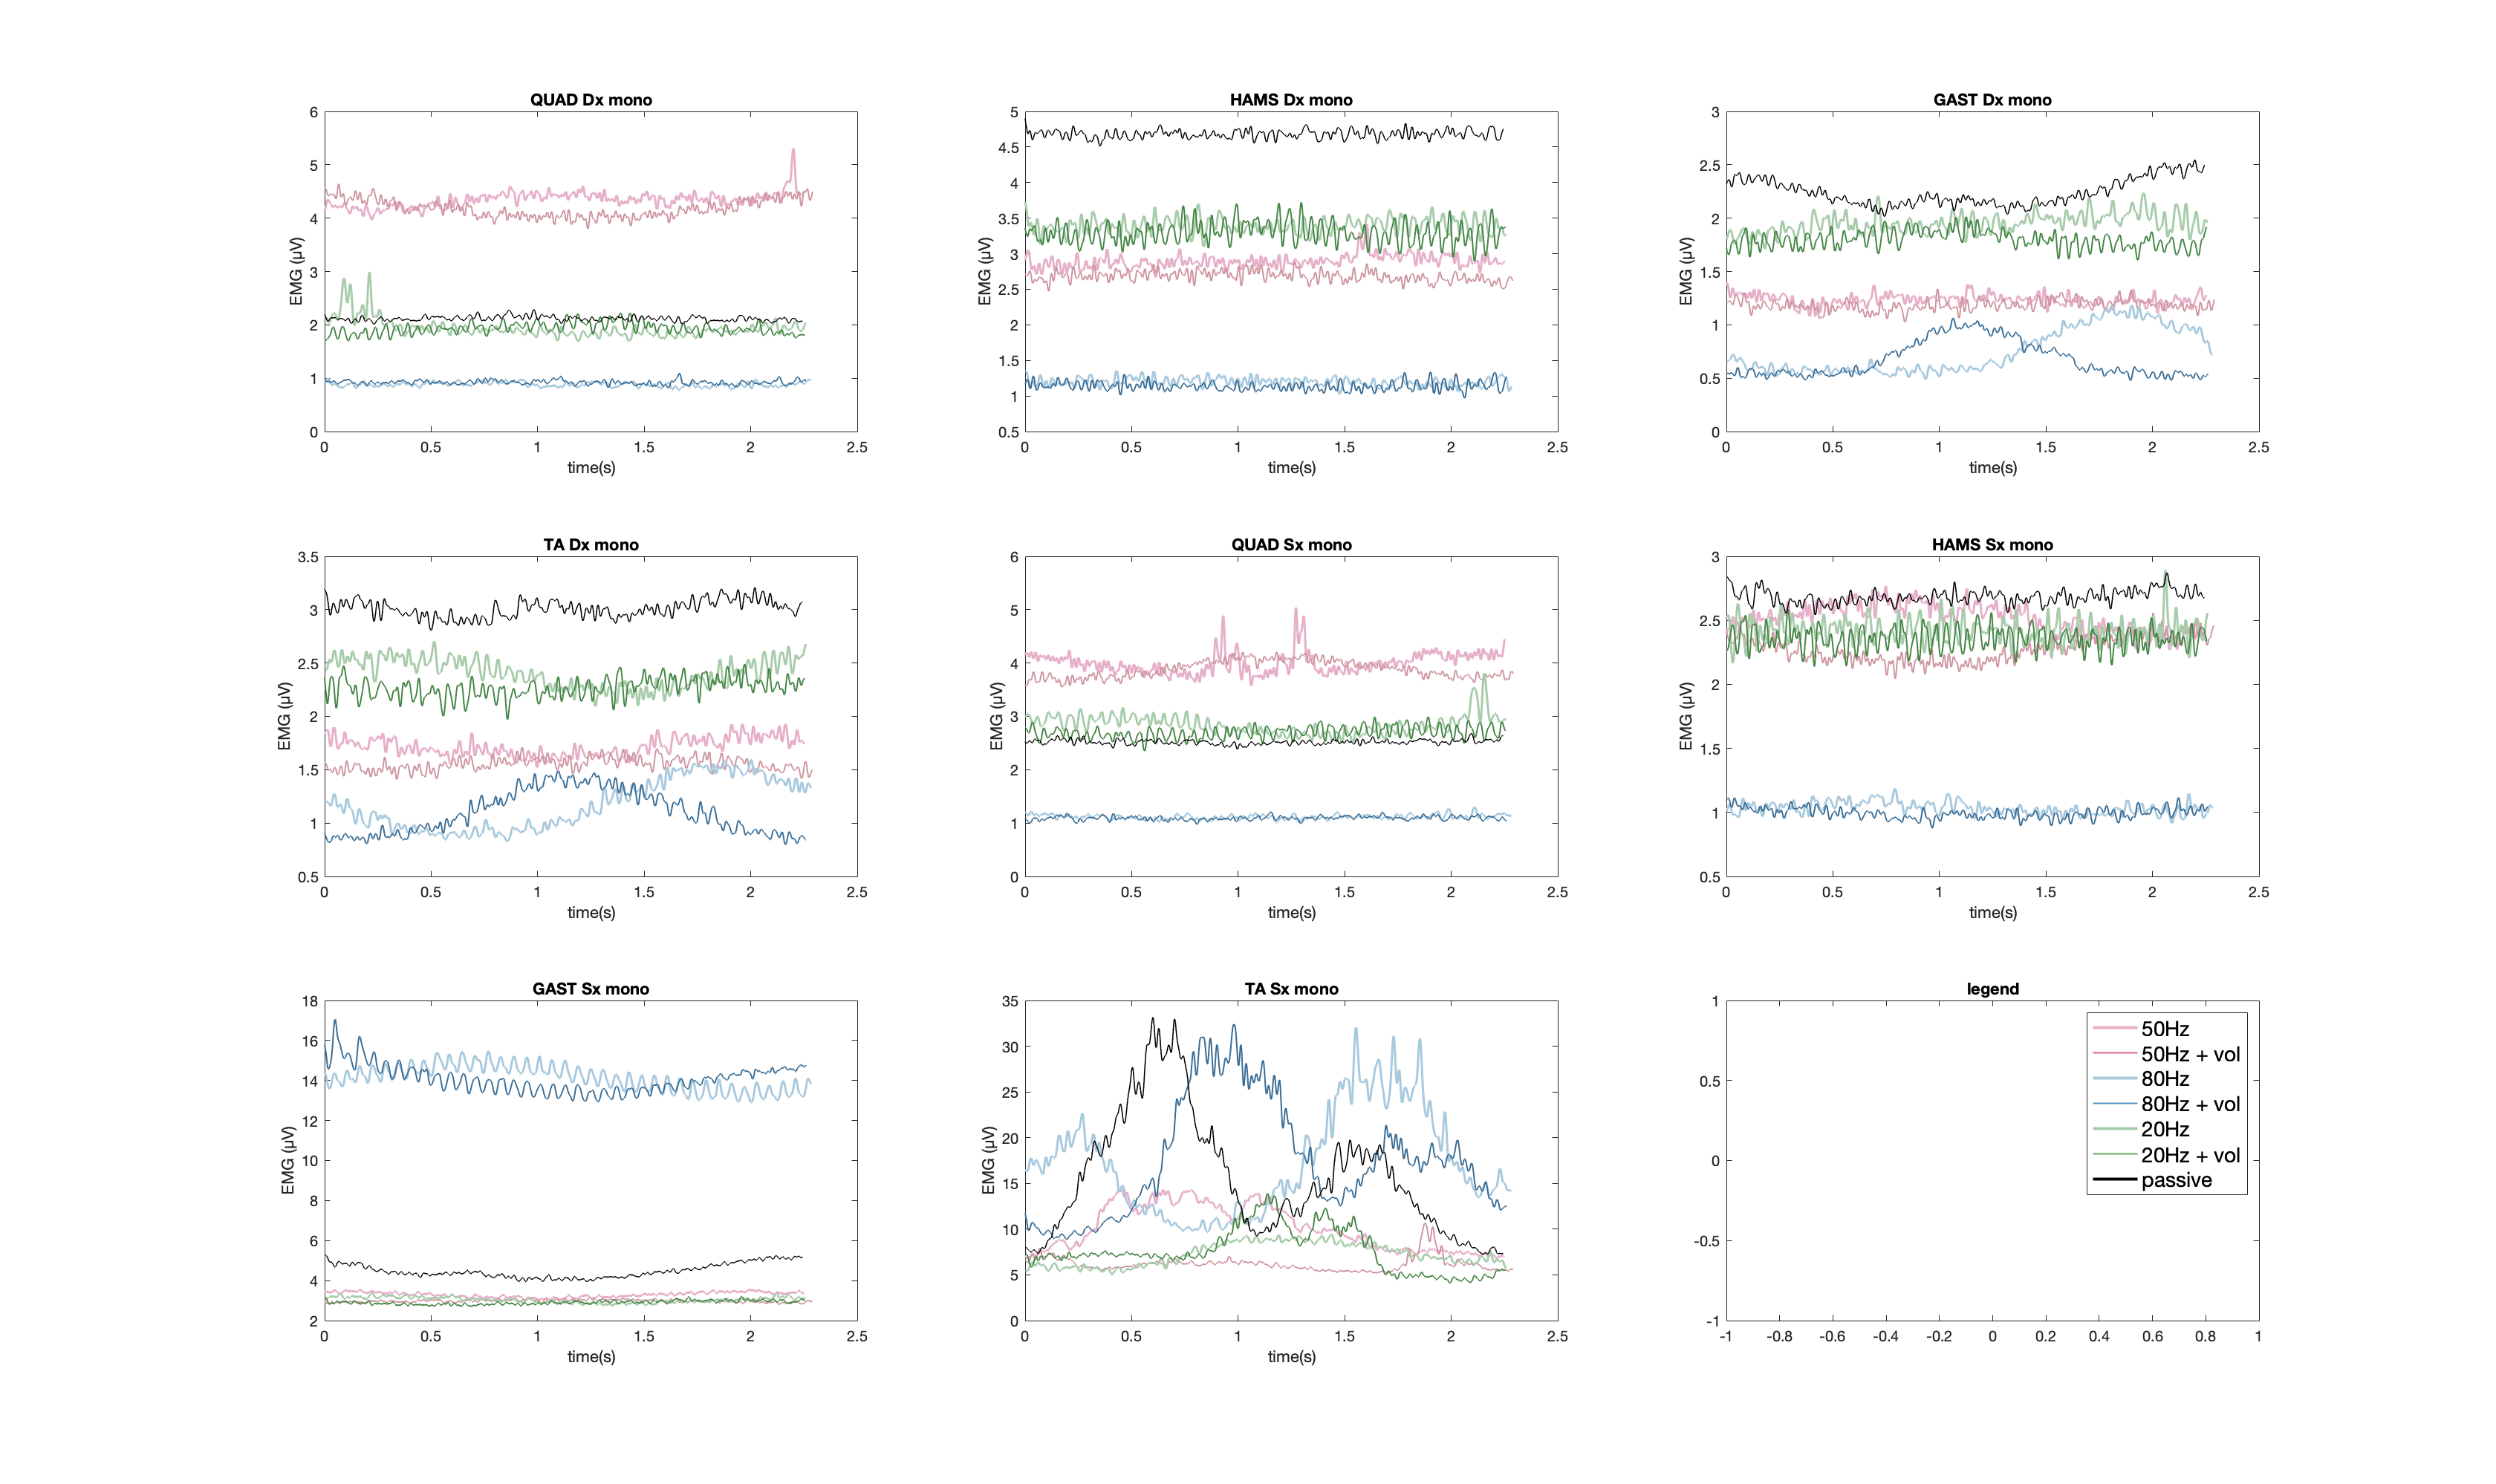 QUAD Dx mono
6
5
4
3
2
1
0
EMG (µV)
0 0.5 1 1.5 2 2.5
time(s)
HAMS Dx mono
5
4.5
4
3.5
3
2.5
2
1.5
1
0.5
EMG (µV)
0 0.5 1 1.5 2 2.5
time(s)
GAST Dx mono
3
2.5
2
1.5
1
0.5
0
EMG (µV)
0 0.5 1 1.5 2 2.5
time(s)
TA Dx mono
3.5
3
2.5
2
1.5
1
0.5
EMG (µV)
0 0.5 1 1.5 2 2.5
time(s)
QUAD Sx mono
6
5
4
3
2
1
0
EMG (µV)
0 0.5 1 1.5 2 2.5
time(s)
HAMS Sx mono
3
2.5
2
1.5
1
0.5
EMG (µV)
0 0.5 1 1.5 2 2.5
time(s)
GAST Sx mono
18
16
14
12
10
8
6
4
2
EMG (µV)
0 0.5 1 1.5 2 2.5
time(s)
TA Sx mono
35
30
25
20
15
10
5
0
EMG (µV)
0 0.5 1 1.5 2 2.5
time(s)
legend
1
0.5
0
-0.5
-1
-1 -0.8 -0.6 -0.4 -0.2 0 0.2 0.4 0.6 0.8 1
50Hz
50Hz + vol
80Hz
80Hz + vol
20Hz
20Hz + vol
passive